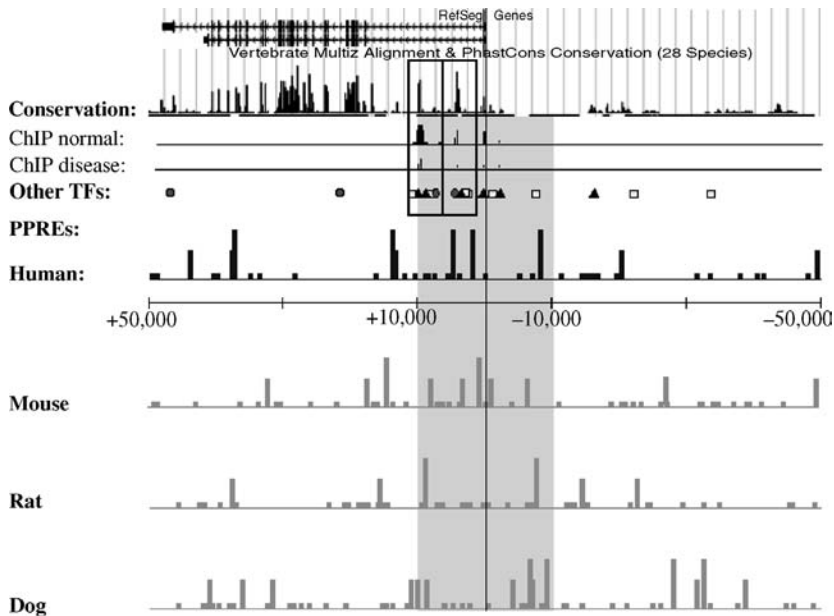 RefSeq Genes
Vertebrate Multiz Alignment & PhastCons Conservation (28 Species)
Conservation:
ChIP normal:
ChIP disease:
Other TFs:
PPREs:
Human:
+50,000 +10,000 −10,000 −50,000
Mouse
Rat
Dog